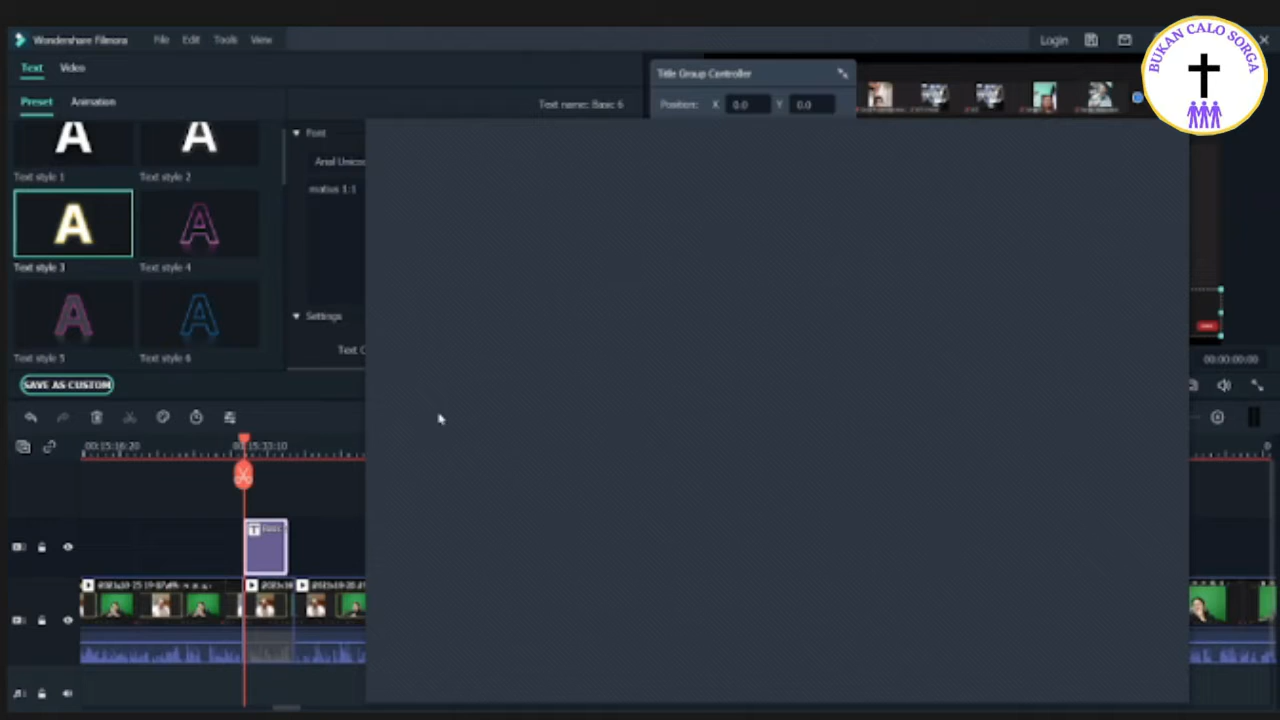 Wondershare Filmora File Edit Tools View
Login
BUKAN CALO SORGA
Text Video
Title Group Controller
Preset Animation
Text name: Basic 6
Position: X 0.0 Y 0.0
Font
Text style 1 Text style 2
Arial Unico
matius 1:1
Text style 3 Text style 4
Settings
Text style 5 Text style 6
Text C
00:00:00:00
SAVE AS CUSTOM
00:15:16:20 00:15:33:10
T Basic